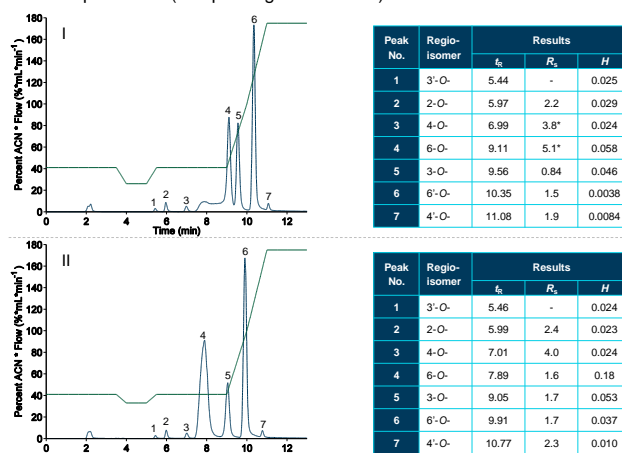 I
180
160
140
120
100
80
60
40
20
0
Percent ACN * Flow (%*mL*min⁻¹)
0 2 4 6 8 10 12
Time (min)
1 2 3 4 5 6 7
Peak No. Regio-isomer Results
tR Rs H
1 3'-O- 5.44 - 0.025
2 2-O- 5.97 2.2 0.029
3 4-O- 6.99 3.8* 0.024
4 6-O- 9.11 5.1* 0.058
5 3-O- 9.56 0.84 0.046
6 6'-O- 10.35 1.5 0.0038
7 4'-O- 11.08 1.9 0.0084
II
180
160
140
120
100
80
60
40
20
0
Percent ACN * Flow (%*mL*min⁻¹)
0 2 4 6 8 10 12
1 2 3 4 5 6 7
Peak No. Regio-isomer Results
tR Rs H
1 3'-O- 5.46 - 0.024
2 2-O- 5.99 2.4 0.023
3 4-O- 7.01 4.0 0.024
4 6-O- 7.89 1.6 0.18
5 3-O- 9.05 1.7 0.053
6 6'-O- 9.91 1.7 0.037
7 4'-O- 10.77 2.3 0.010